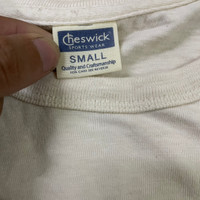 Cheswick
SPORTS WEAR
SMALL
Quality and Craftsmanship